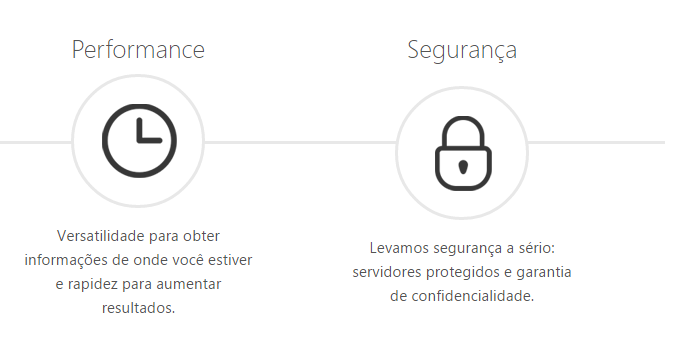 Performance
Versatilidade para obter
informações de onde você estiver
e rapidez para aumentar
resultados.
Segurança
Levamos segurança a sério:
servidores protegidos e garantia
de confidencialidade.